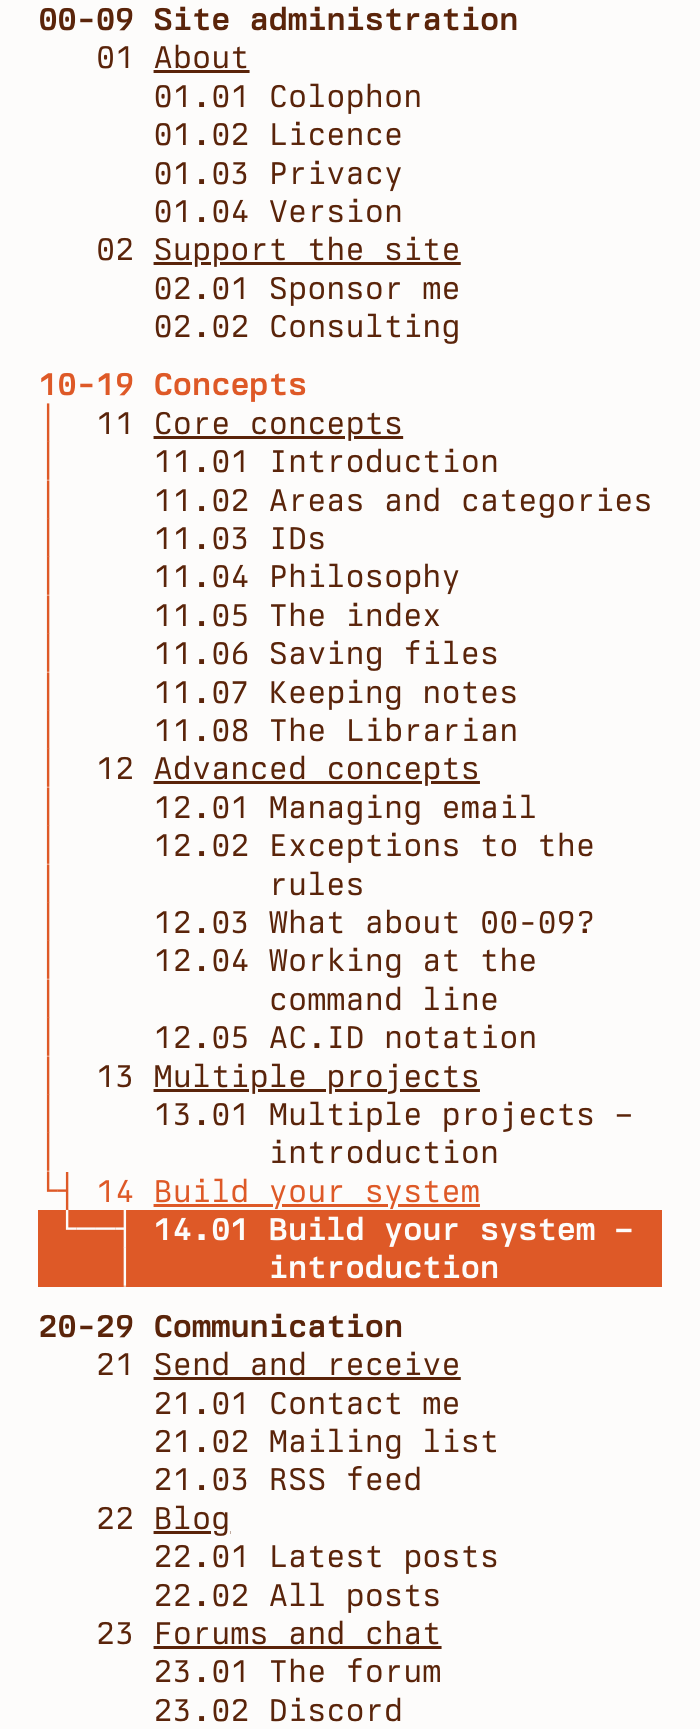 00-09 Site administration
01 About
01.01 Colophon
01.02 Licence
01.03 Privacy
01.04 Version
02 Support the site
02.01 Sponsor me
02.02 Consulting
10-19 Concepts
11 Core concepts
11.01 Introduction
11.02 Areas and categories
11.03 IDs
11.04 Philosophy
11.05 The index
11.06 Saving files
11.07 Keeping notes
11.08 The Librarian
12 Advanced concepts
12.01 Managing email
12.02 Exceptions to the
rules
12.03 What about 00-09?
12.04 Working at the
command line
12.05 AC.ID notation
13 Multiple projects
13.01 Multiple projects –
introduction
14 Build your system
14.01 Build your system –
introduction
20-29 Communication
21 Send and receive
21.01 Contact me
21.02 Mailing list
21.03 RSS feed
22 Blog
22.01 Latest posts
22.02 All posts
23 Forums and chat
23.01 The forum
23.02 Discord